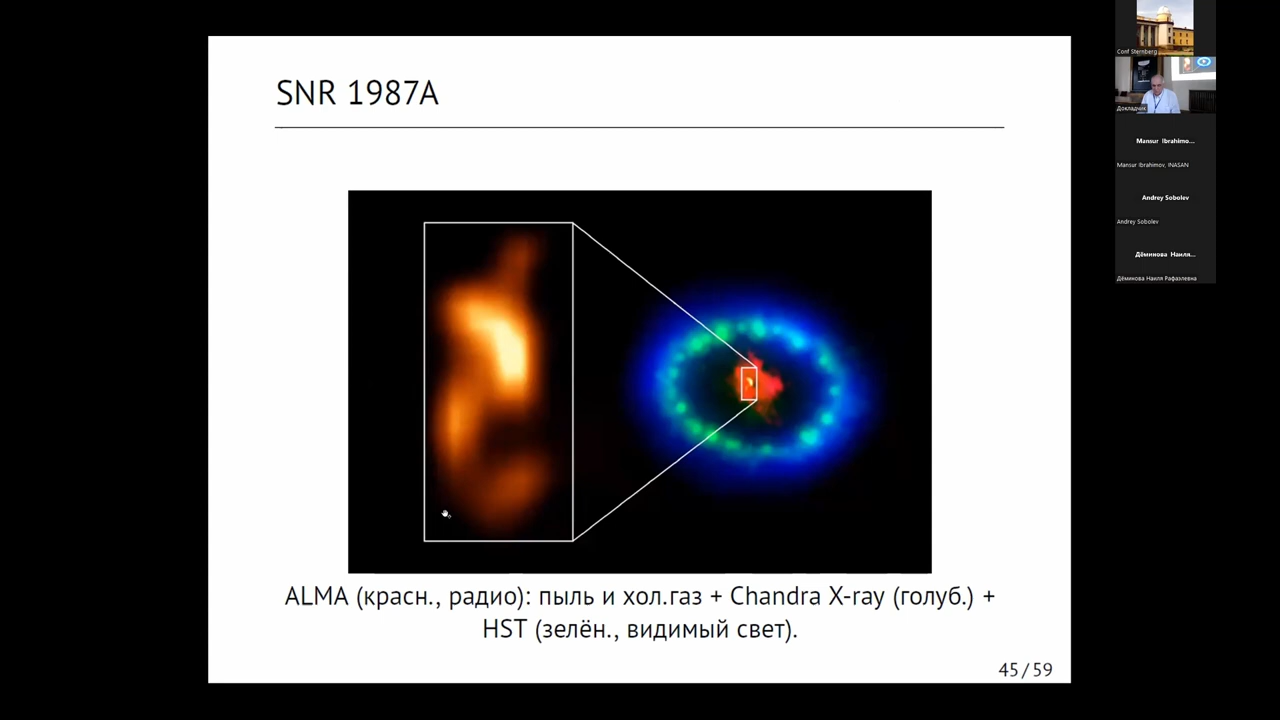 SNR 1987A
ALMA (красн., радио): пыль и хол.газ + Chandra X-ray (голуб.) +
HST (зелён., видимый свет).
45 / 59
Conf Sternberg
Докладчик
Mansur Ibrahimo...
Mansur Ibrahimov, INASAN
Andrey Sobolev
Andrey Sobolev
Дёминова Наиля...
Дёминова Наиля Рафаэлевна